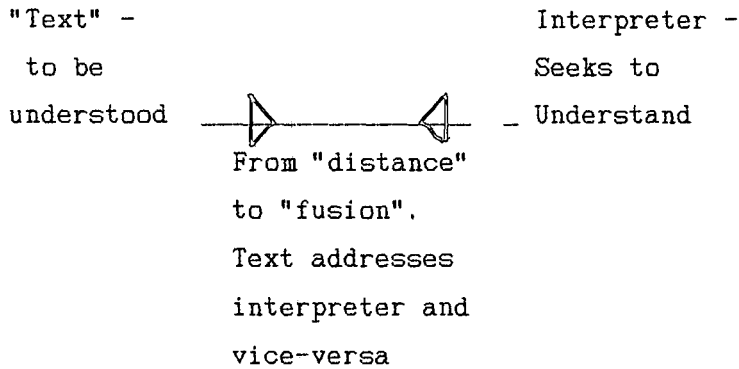 "Text" -
to be
understood
Interpreter -
Seeks to
Understand
From "distance"
to "fusion".
Text addresses
interpreter and
vice-versa